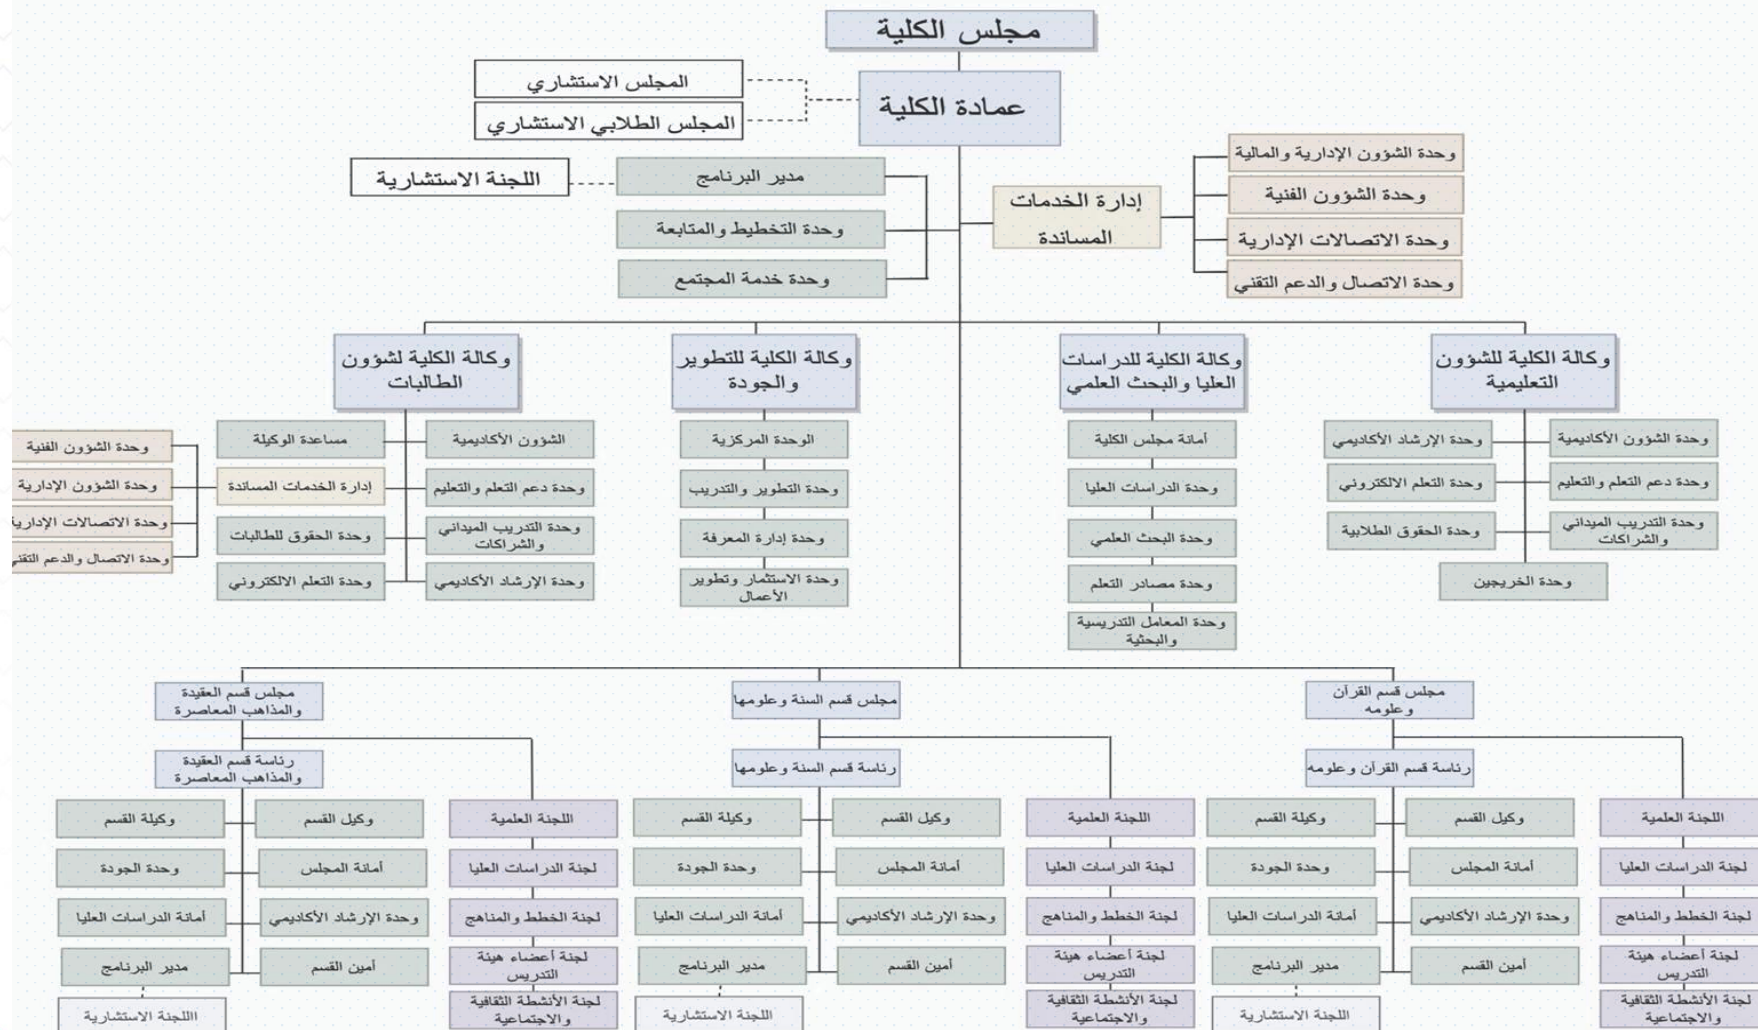 مجلس الكلية
عمادة الكلية
المجلس الاستشاري
المجلس الطلابي الاستشاري
وحدة الشؤون الإدارية والمالية
وحدة الشؤون الفنية
وحدة الاتصالات الإدارية
وحدة الاتصال والدعم التقني
إدارة الخدمات
المساندة
مدير البرنامج
اللجنة الاستشارية
وحدة التخطيط والمتابعة
وحدة خدمة المجتمع
وكالة الكلية للشؤون
التعليمية
وحدة الشؤون الأكاديمية
وحدة الإرشاد الأكاديمي
وحدة دعم التعلم والتعليم
وحدة التعلم الالكتروني
وحدة التدريب الميداني
والشراكات
وحدة الحقوق الطلابية
وحدة الخريجين
وكالة الكلية للدراسات
العليا والبحث العلمي
أمانة مجلس الكلية
وحدة الدراسات العليا
وحدة البحث العلمي
وحدة مصادر التعلم
وحدة المعامل التدريسية
والبحثية
وكالة الكلية للتطوير
والجودة
الوحدة المركزية
وحدة التطوير والتدريب
وحدة إدارة المعرفة
وحدة الاستثمار وتطوير
الأعمال
وكالة الكلية لشؤون
الطالبات
الشؤون الأكاديمية
مساعدة الوكيلة
وحدة دعم التعلم والتعليم
إدارة الخدمات المساندة
وحدة التدريب الميداني
والشراكات
وحدة الحقوق للطالبات
وحدة الإرشاد الأكاديمي
وحدة التعلم الالكتروني
وحدة الشؤون الفنية
وحدة الشؤون الإدارية
وحدة الاتصالات الإدارية
وحدة الاتصال والدعم التقني
مجلس قسم القرآن
وعلومه
رئاسة قسم القرآن وعلومه
اللجنة العلمية
لجنة الدراسات العليا
لجنة الخطط والمناهج
لجنة أعضاء هيئة
التدريس
لجنة الأنشطة الثقافية
والاجتماعية
وكيل القسم
وكيلة القسم
أمانة المجلس
وحدة الجودة
وحدة الإرشاد الأكاديمي
أمانة الدراسات العليا
أمين القسم
مدير البرنامج
اللجنة الاستشارية
مجلس قسم السنة وعلومها
رئاسة قسم السنة وعلومها
اللجنة العلمية
لجنة الدراسات العليا
لجنة الخطط والمناهج
لجنة أعضاء هيئة
التدريس
لجنة الأنشطة الثقافية
والاجتماعية
وكيل القسم
وكيلة القسم
أمانة المجلس
وحدة الجودة
وحدة الإرشاد الأكاديمي
أمانة الدراسات العليا
أمين القسم
مدير البرنامج
اللجنة الاستشارية
مجلس قسم العقيدة
والمذاهب المعاصرة
رئاسة قسم العقيدة
والمذاهب المعاصرة
اللجنة العلمية
لجنة الدراسات العليا
لجنة الخطط والمناهج
لجنة أعضاء هيئة
التدريس
لجنة الأنشطة الثقافية
والاجتماعية
وكيل القسم
وكيلة القسم
أمانة المجلس
وحدة الجودة
وحدة الإرشاد الأكاديمي
أمانة الدراسات العليا
أمين القسم
مدير البرنامج
االلجنة الاستشارية